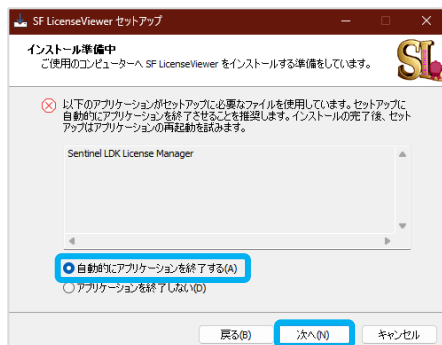 SF LicenseViewer セットアップ
インストール準備中
ご使用のコンピューターへ SF LicenseViewer をインストールする準備をしています。
SL
以下のアプリケーションがセットアップに必要なファイルを使用しています。セットアップに
自動的にアプリケーションを終了させることを推奨します。インストールの完了後、セット
アップはアプリケーションの再起動を試みます。
Sentinel LDK License Manager
自動的にアプリケーションを終了する(A)
アプリケーションを終了しない(D)
戻る(B)
次へ(N)
キャンセル